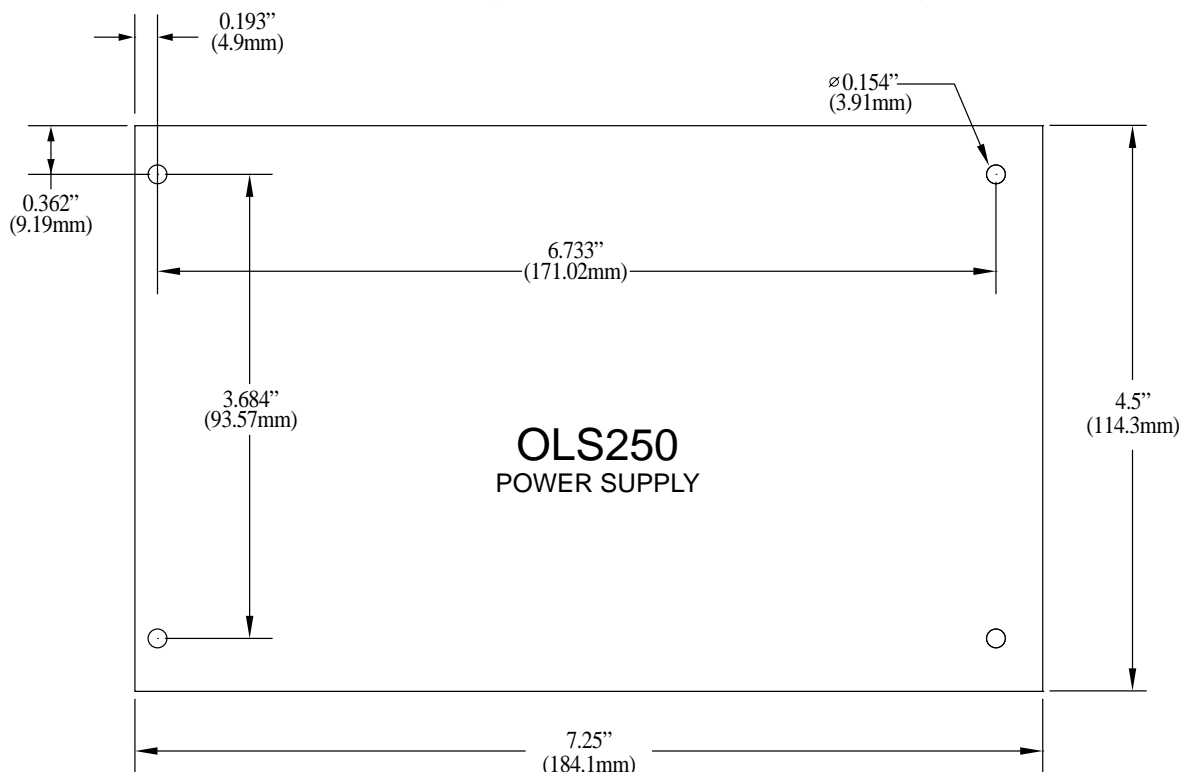 0.193”
(4.9mm)
⌀0.154”
(3.91mm)
0.362”
(9.19mm)
6.733”
(171.02mm)
3.684”
(93.57mm)
4.5”
(114.3mm)
OLS250
POWER SUPPLY
7.25”
(184.1mm)